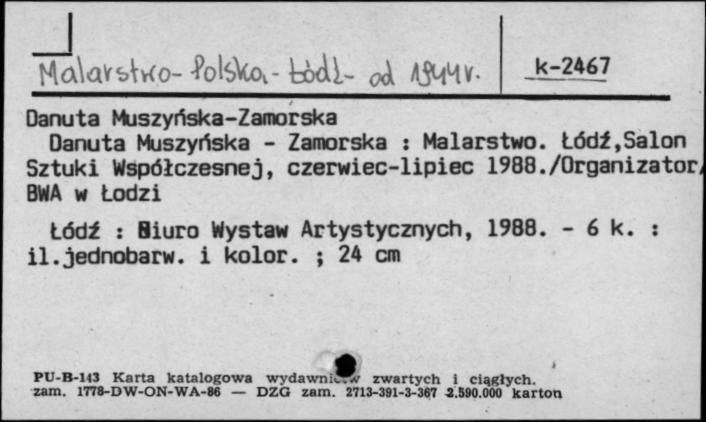 Malarstwo - Polska - Łódź - od 1944 r.
k-2467
Danuta Muszyńska-Zamorska
Danuta Muszyńska - Zamorska : Malarstwo. Łódź,Salon
Sztuki Współczesnej, czerwiec-lipiec 1988./Organizator,
BWA w Łodzi
Łódź : Biuro Wystaw Artystycznych, 1988. - 6 k. :
il.jednobarw. i kolor. ; 24 cm
PU-B-143 Karta katalogowa wydawnictw zwartych i ciągłych.
zam. 1778-DW-ON-WA-86 — DZG zam. 2713-391-3-367 2.590.000 karton